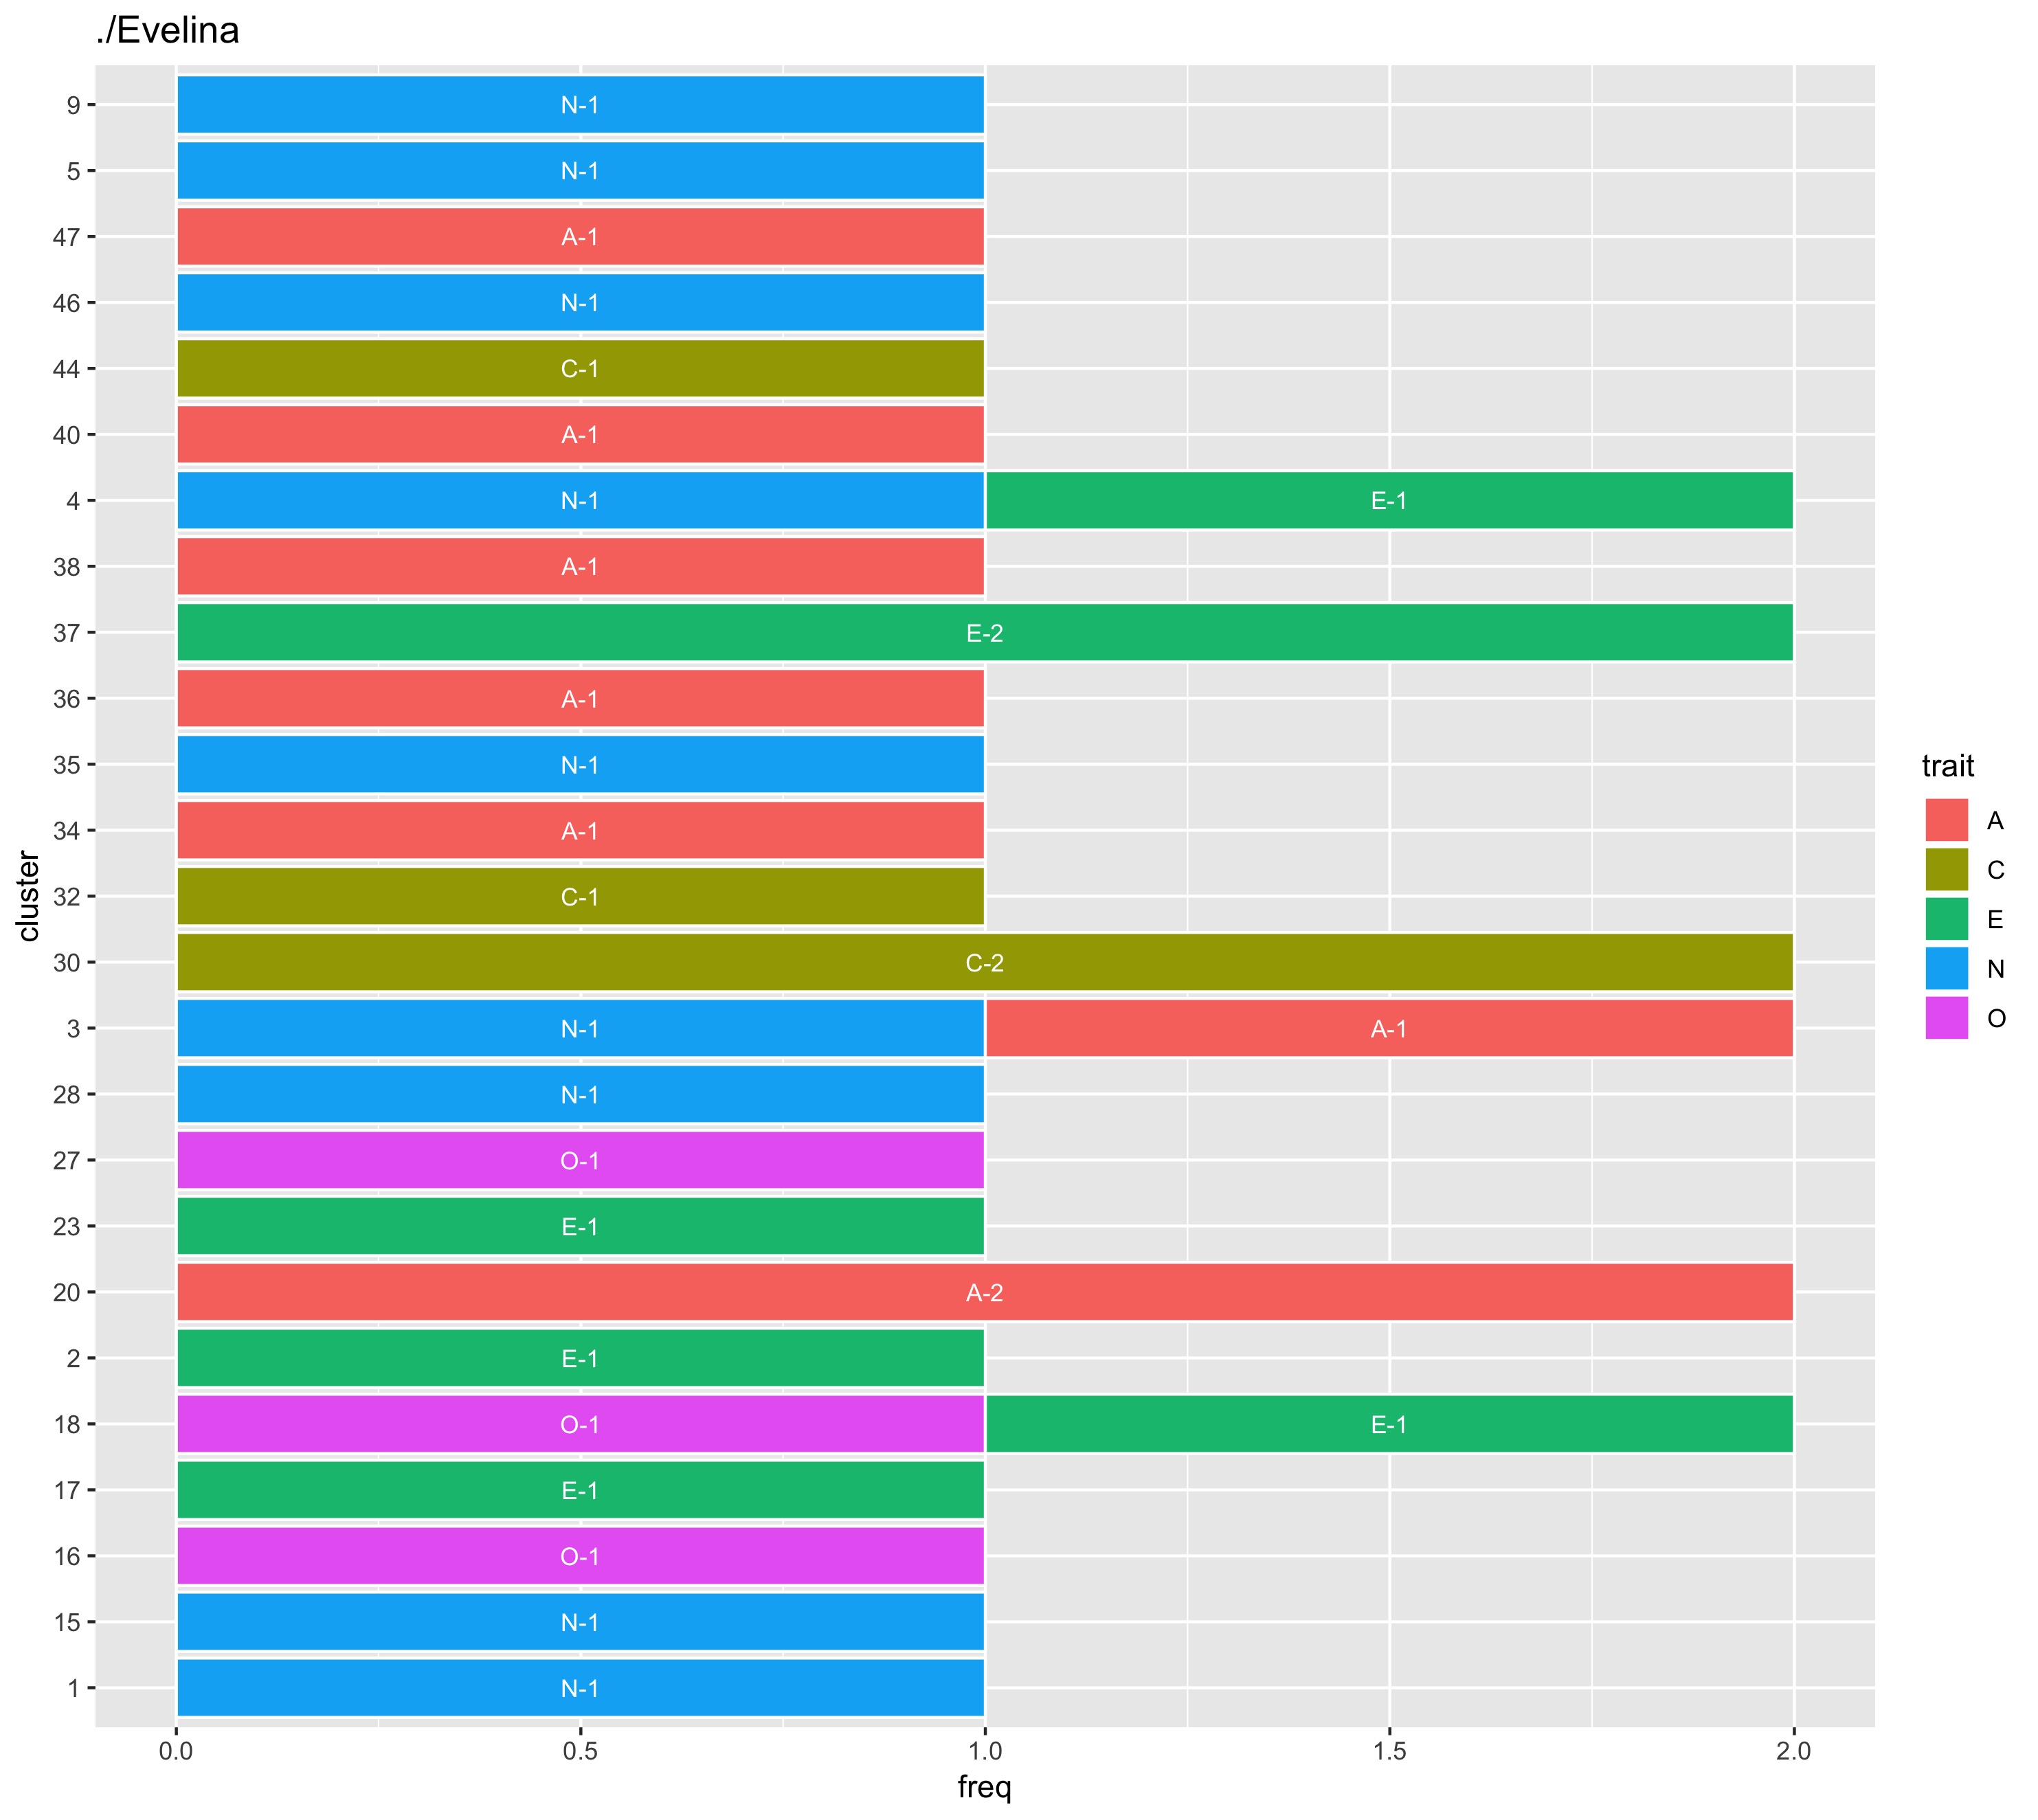 ./Evelina
9 N-1
5 N-1
47 A-1
46 N-1
44 C-1
40 A-1
4 N-1 E-1
38 A-1
37 E-2
36 A-1
35 N-1
34 A-1
32 C-1
30 C-2
3 N-1 A-1
28 N-1
27 O-1
23 E-1
20 A-2
2 E-1
18 O-1 E-1
17 E-1
16 O-1
15 N-1
1 N-1
0.0 0.5 1.0 1.5 2.0
freq
cluster
trait
A
C
E
N
O